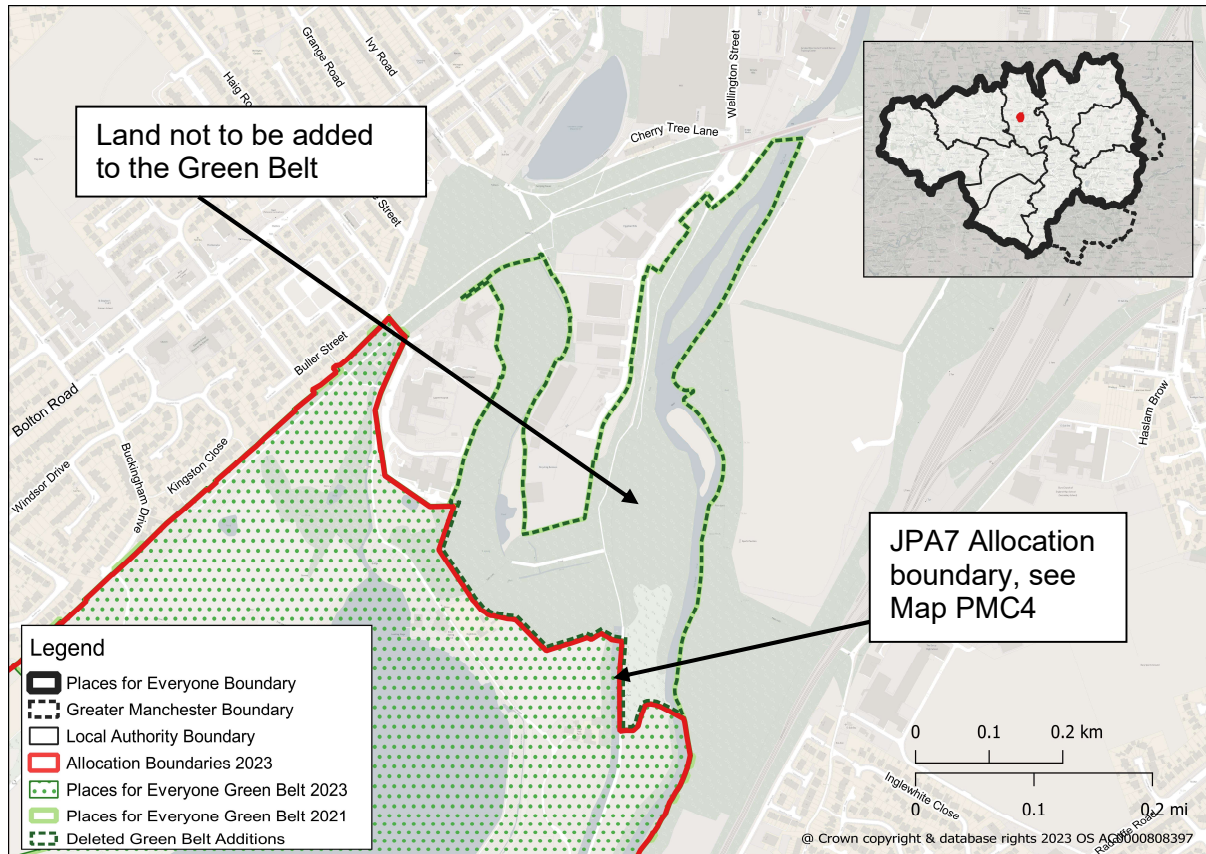 Ivy Road
Grange Road
Haig Ro
Wellington Street
Cherry Tree Lane
Land not to be added
to the Green Belt
Street
Buller Street
Bolton Road
Windsor Drive
Buckingham Drive
Kingston Close
Haslam Brow
JPA7 Allocation
boundary, see
Map PMC4
Legend
Places for Everyone Boundary
Greater Manchester Boundary
Local Authority Boundary
Allocation Boundaries 2023
Places for Everyone Green Belt 2023
Places for Everyone Green Belt 2021
Deleted Green Belt Additions
0 0.1 0.2 km
0 0.1 0.2 mi
Inglewhite Close
Radcliffe Road
@ Crown copyright & database rights 2023 OS AC0000808397